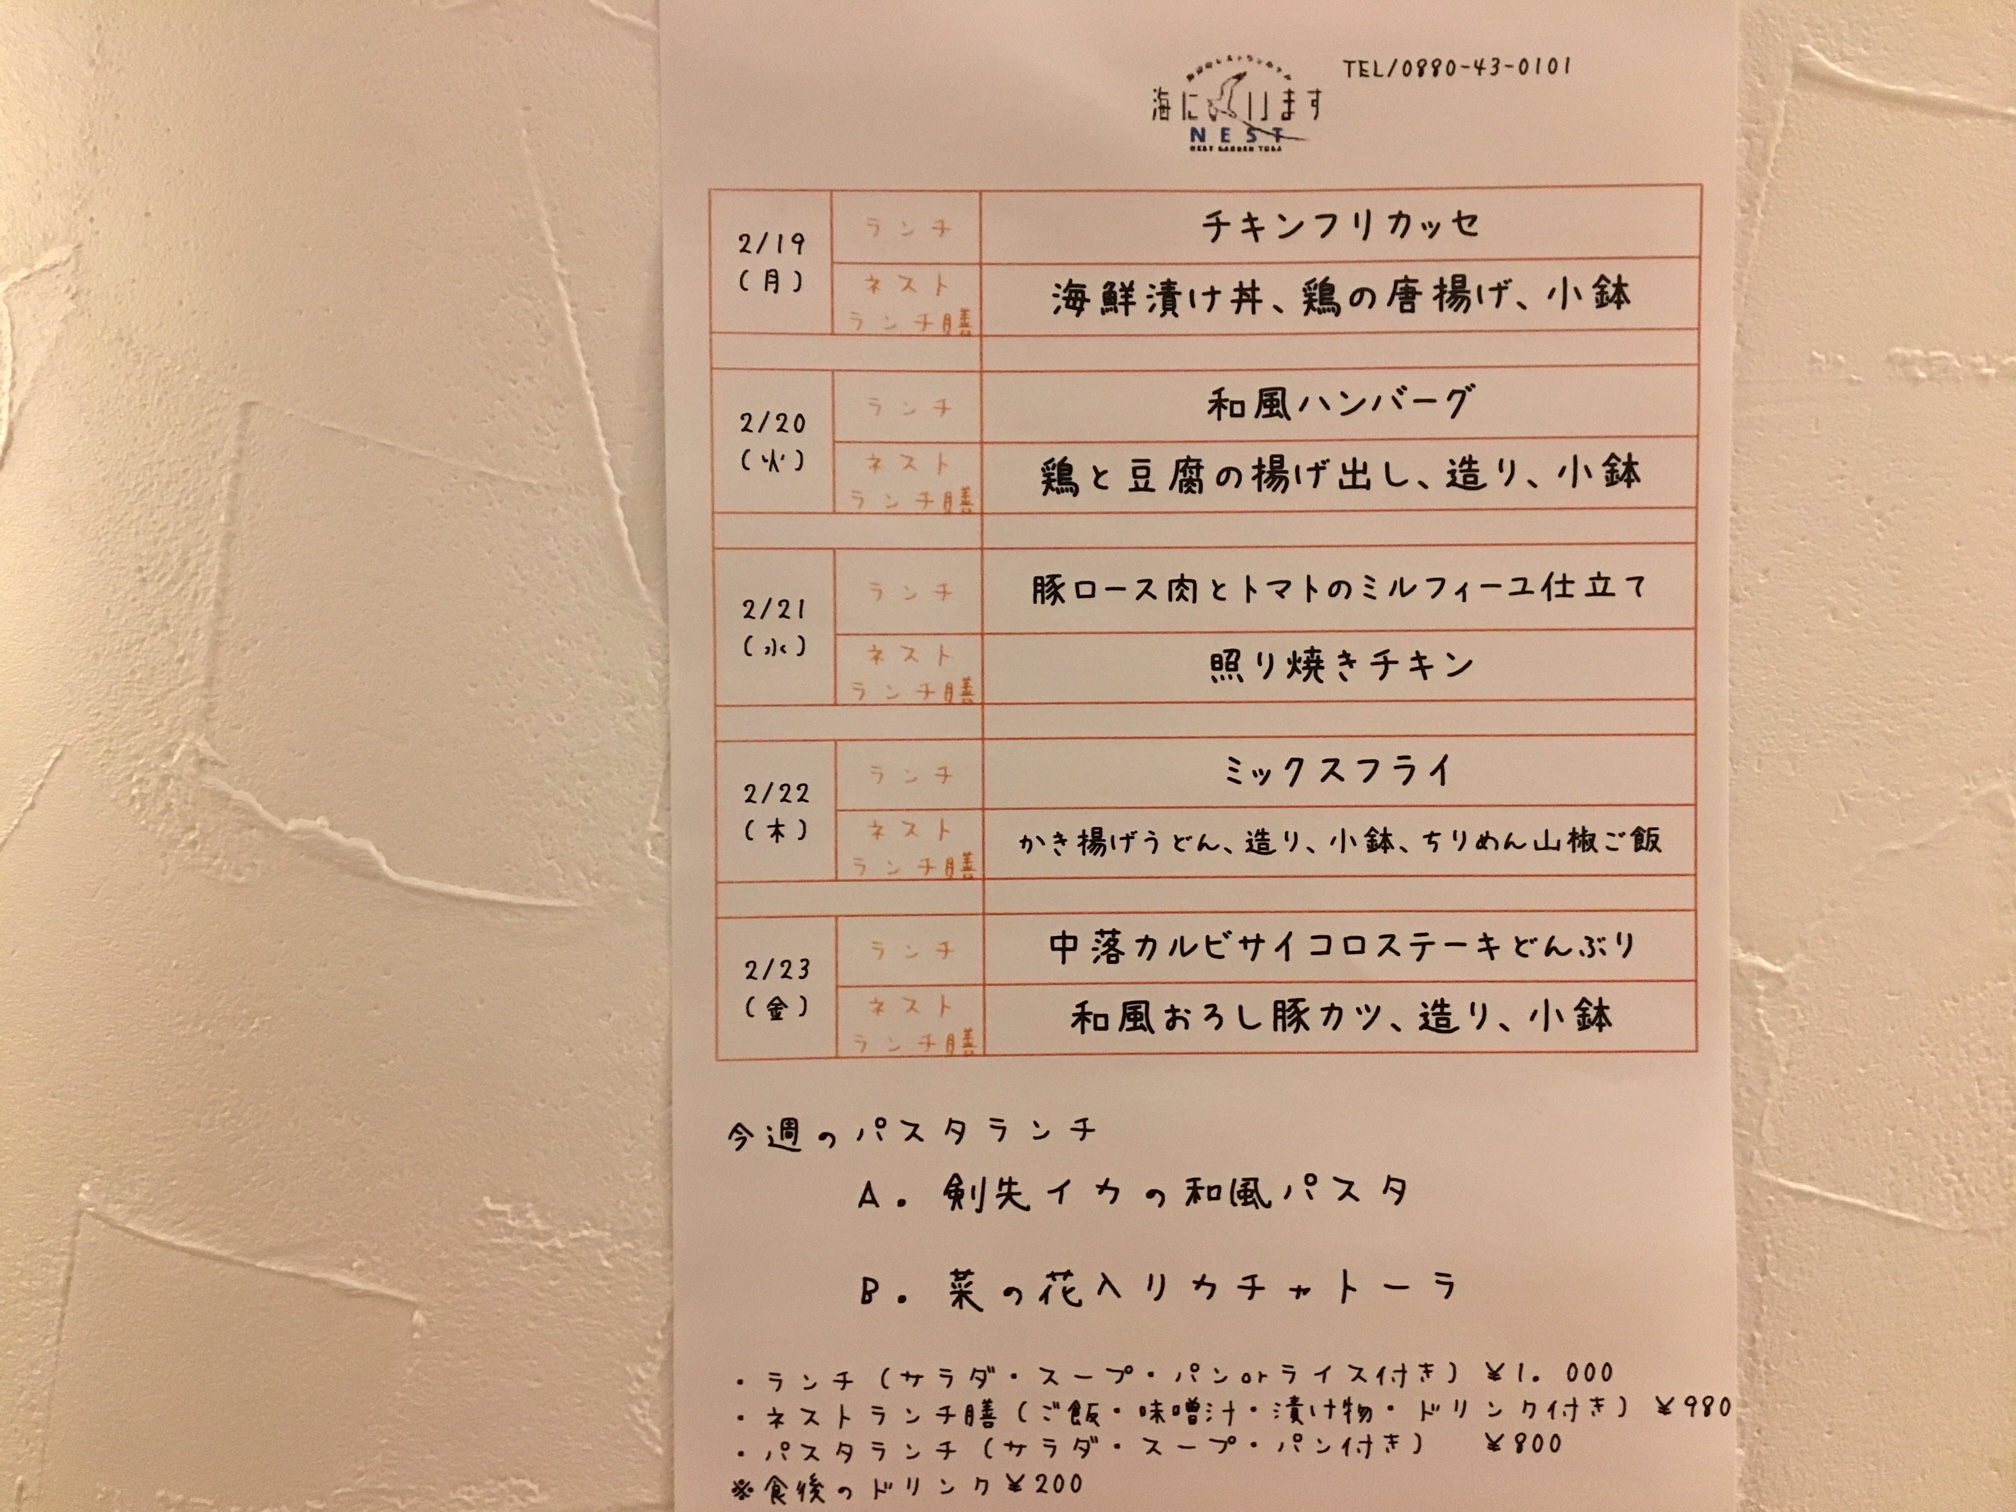 TEL/0880-43-0101
海に ります
NEST
NEST GARDEN TOSA
2/19
(月)
ランチ
チキンフリカッセ
ネスト
ランチ膳
海鮮漬け丼、鶏の唐揚げ、小鉢
2/20
(火)
ランチ
和風ハンバーグ
ネスト
ランチ膳
鶏と豆腐の揚げ出し、造り、小鉢
2/21
(水)
ランチ
豚ロース肉とトマトのミルフィーユ仕立て
ネスト
ランチ膳
照り焼きチキン
2/22
(木)
ランチ
ミックスフライ
ネスト
ランチ膳
かき揚げうどん、造り、小鉢、ちりめん山椒ご飯
2/23
(金)
ランチ
中落カルビサイコロステーキどんぶり
ネスト
ランチ膳
和風おろし豚カツ、造り、小鉢
今週のパスタランチ
A. 剣先イカの和風パスタ
B. 菜の花入りカチャトーラ
・ランチ(サラダ・スープ・パンorライス付き) ¥1.000
・ネストランチ膳(ご飯・味噌汁・漬け物・ドリンク付き) ¥980
・パスタランチ(サラダ・スープ・パン付き) ¥800
※食後のドリンク¥200